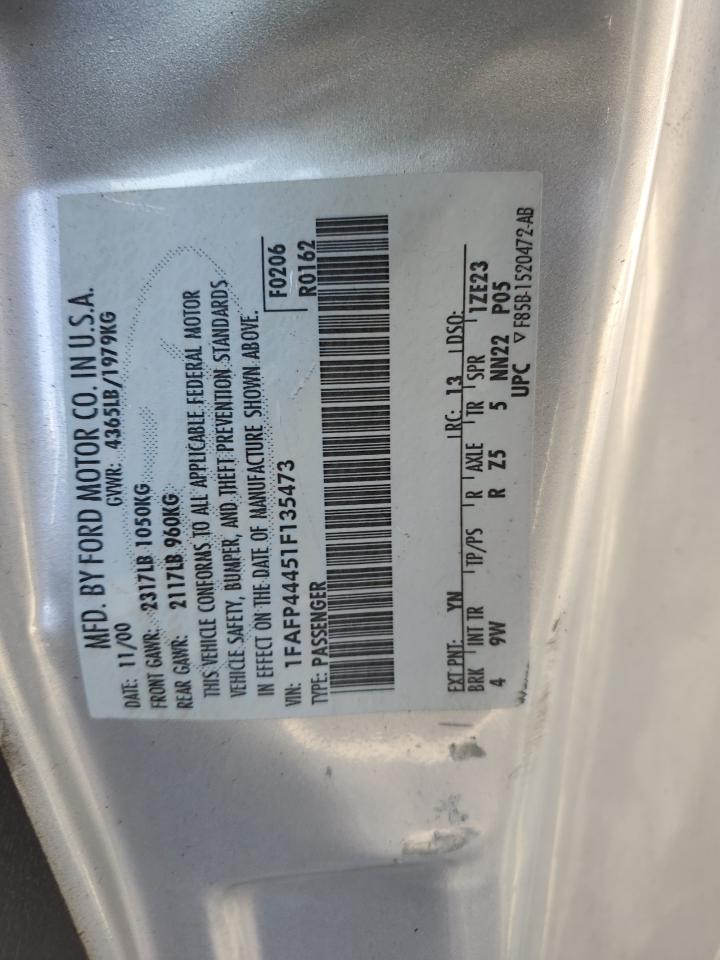 MFD. BY FORD MOTOR CO. IN U.S.A.
DATE: 11/00 GVWR: 4365LB/1979KG
FRONT GAWR: 2317LB 1050KG
REAR GAWR: 2117LB 960KG
THIS VEHICLE CONFORMS TO ALL APPLICABLE FEDERAL MOTOR
VEHICLE SAFETY, BUMPER, AND THEFT PREVENTION STANDARDS
IN EFFECT ON THE DATE OF MANUFACTURE SHOWN ABOVE.
VIN: 1FAFP44451F135473 F0206
TYPE: PASSENGER R0162
EXT PNT: YN RC: 13 DSO:
BRK INT TR TP/PS R AXLE TR SPR 1ZE23
4 9W R Z5 5 NN22 P05
UPC ▽ F85B-1520472-AB